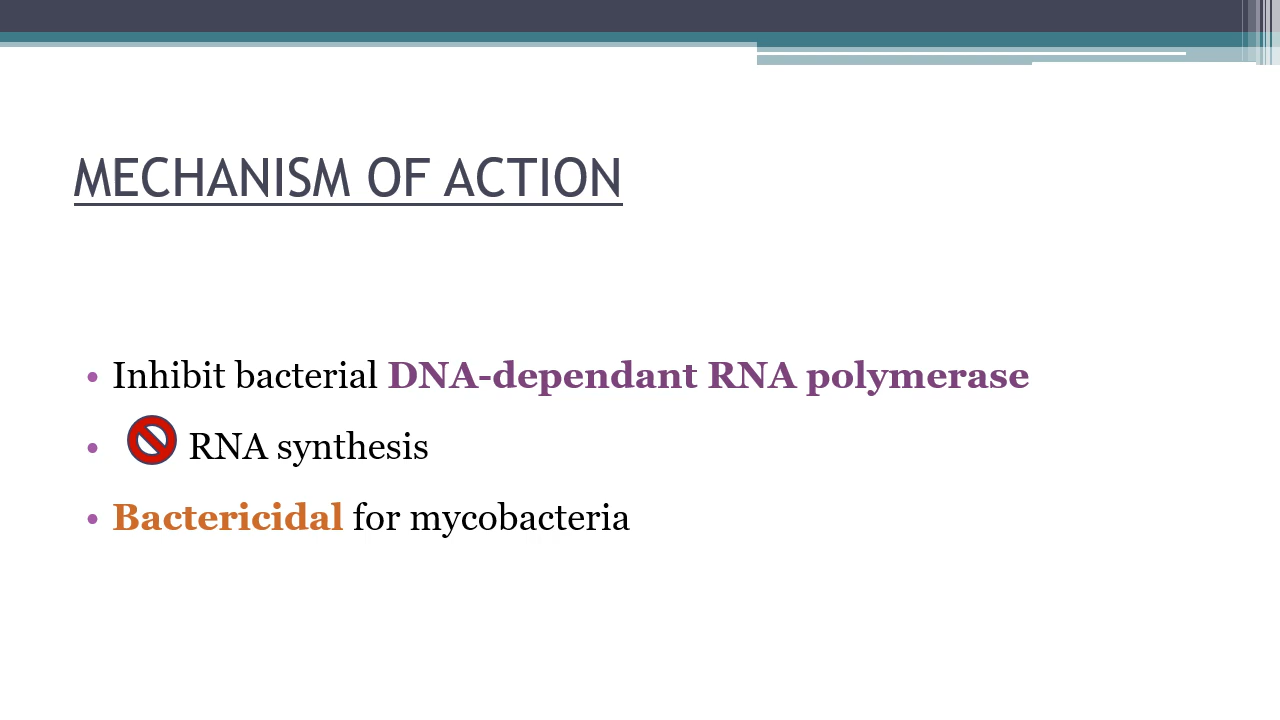 MECHANISM OF ACTION
• Inhibit bacterial DNA-dependant RNA polymerase
• RNA synthesis
• Bactericidal for mycobacteria